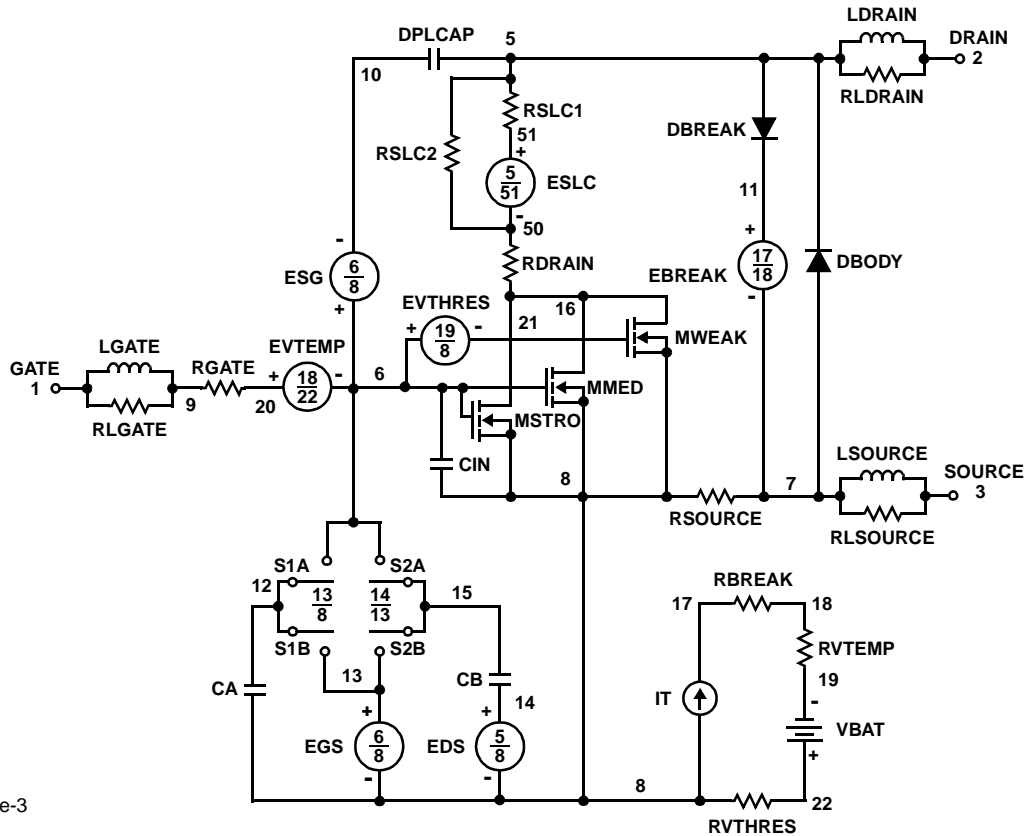 LDRAIN
DPLCAP 5 DRAIN
10 2
RSLC1 RLDRAIN
51 DBREAK
RSLC2 +
5
51 ESLC 11
-
50
- +
ESG 6
8 RDRAIN EBREAK 17
18 DBODY
+ EVTHRES 16 -
+ 19
8 - 21
MWEAK
LGATE EVTEMP
GATE RGATE + 18
22 - 6
1 MMED
9 20 MSTRO
RLGATE
CIN LSOURCE
8 7 SOURCE
3
RSOURCE
RLSOURCE
S1A S2A
12 13
8 14
13 15 RBREAK
17 18
S1B S2B
13 RVTEMP
CA CB 19
14 IT -
+ + VBAT
EGS 6
8 EDS 5
8 +
- - 8 22
RVTHRES
e-3